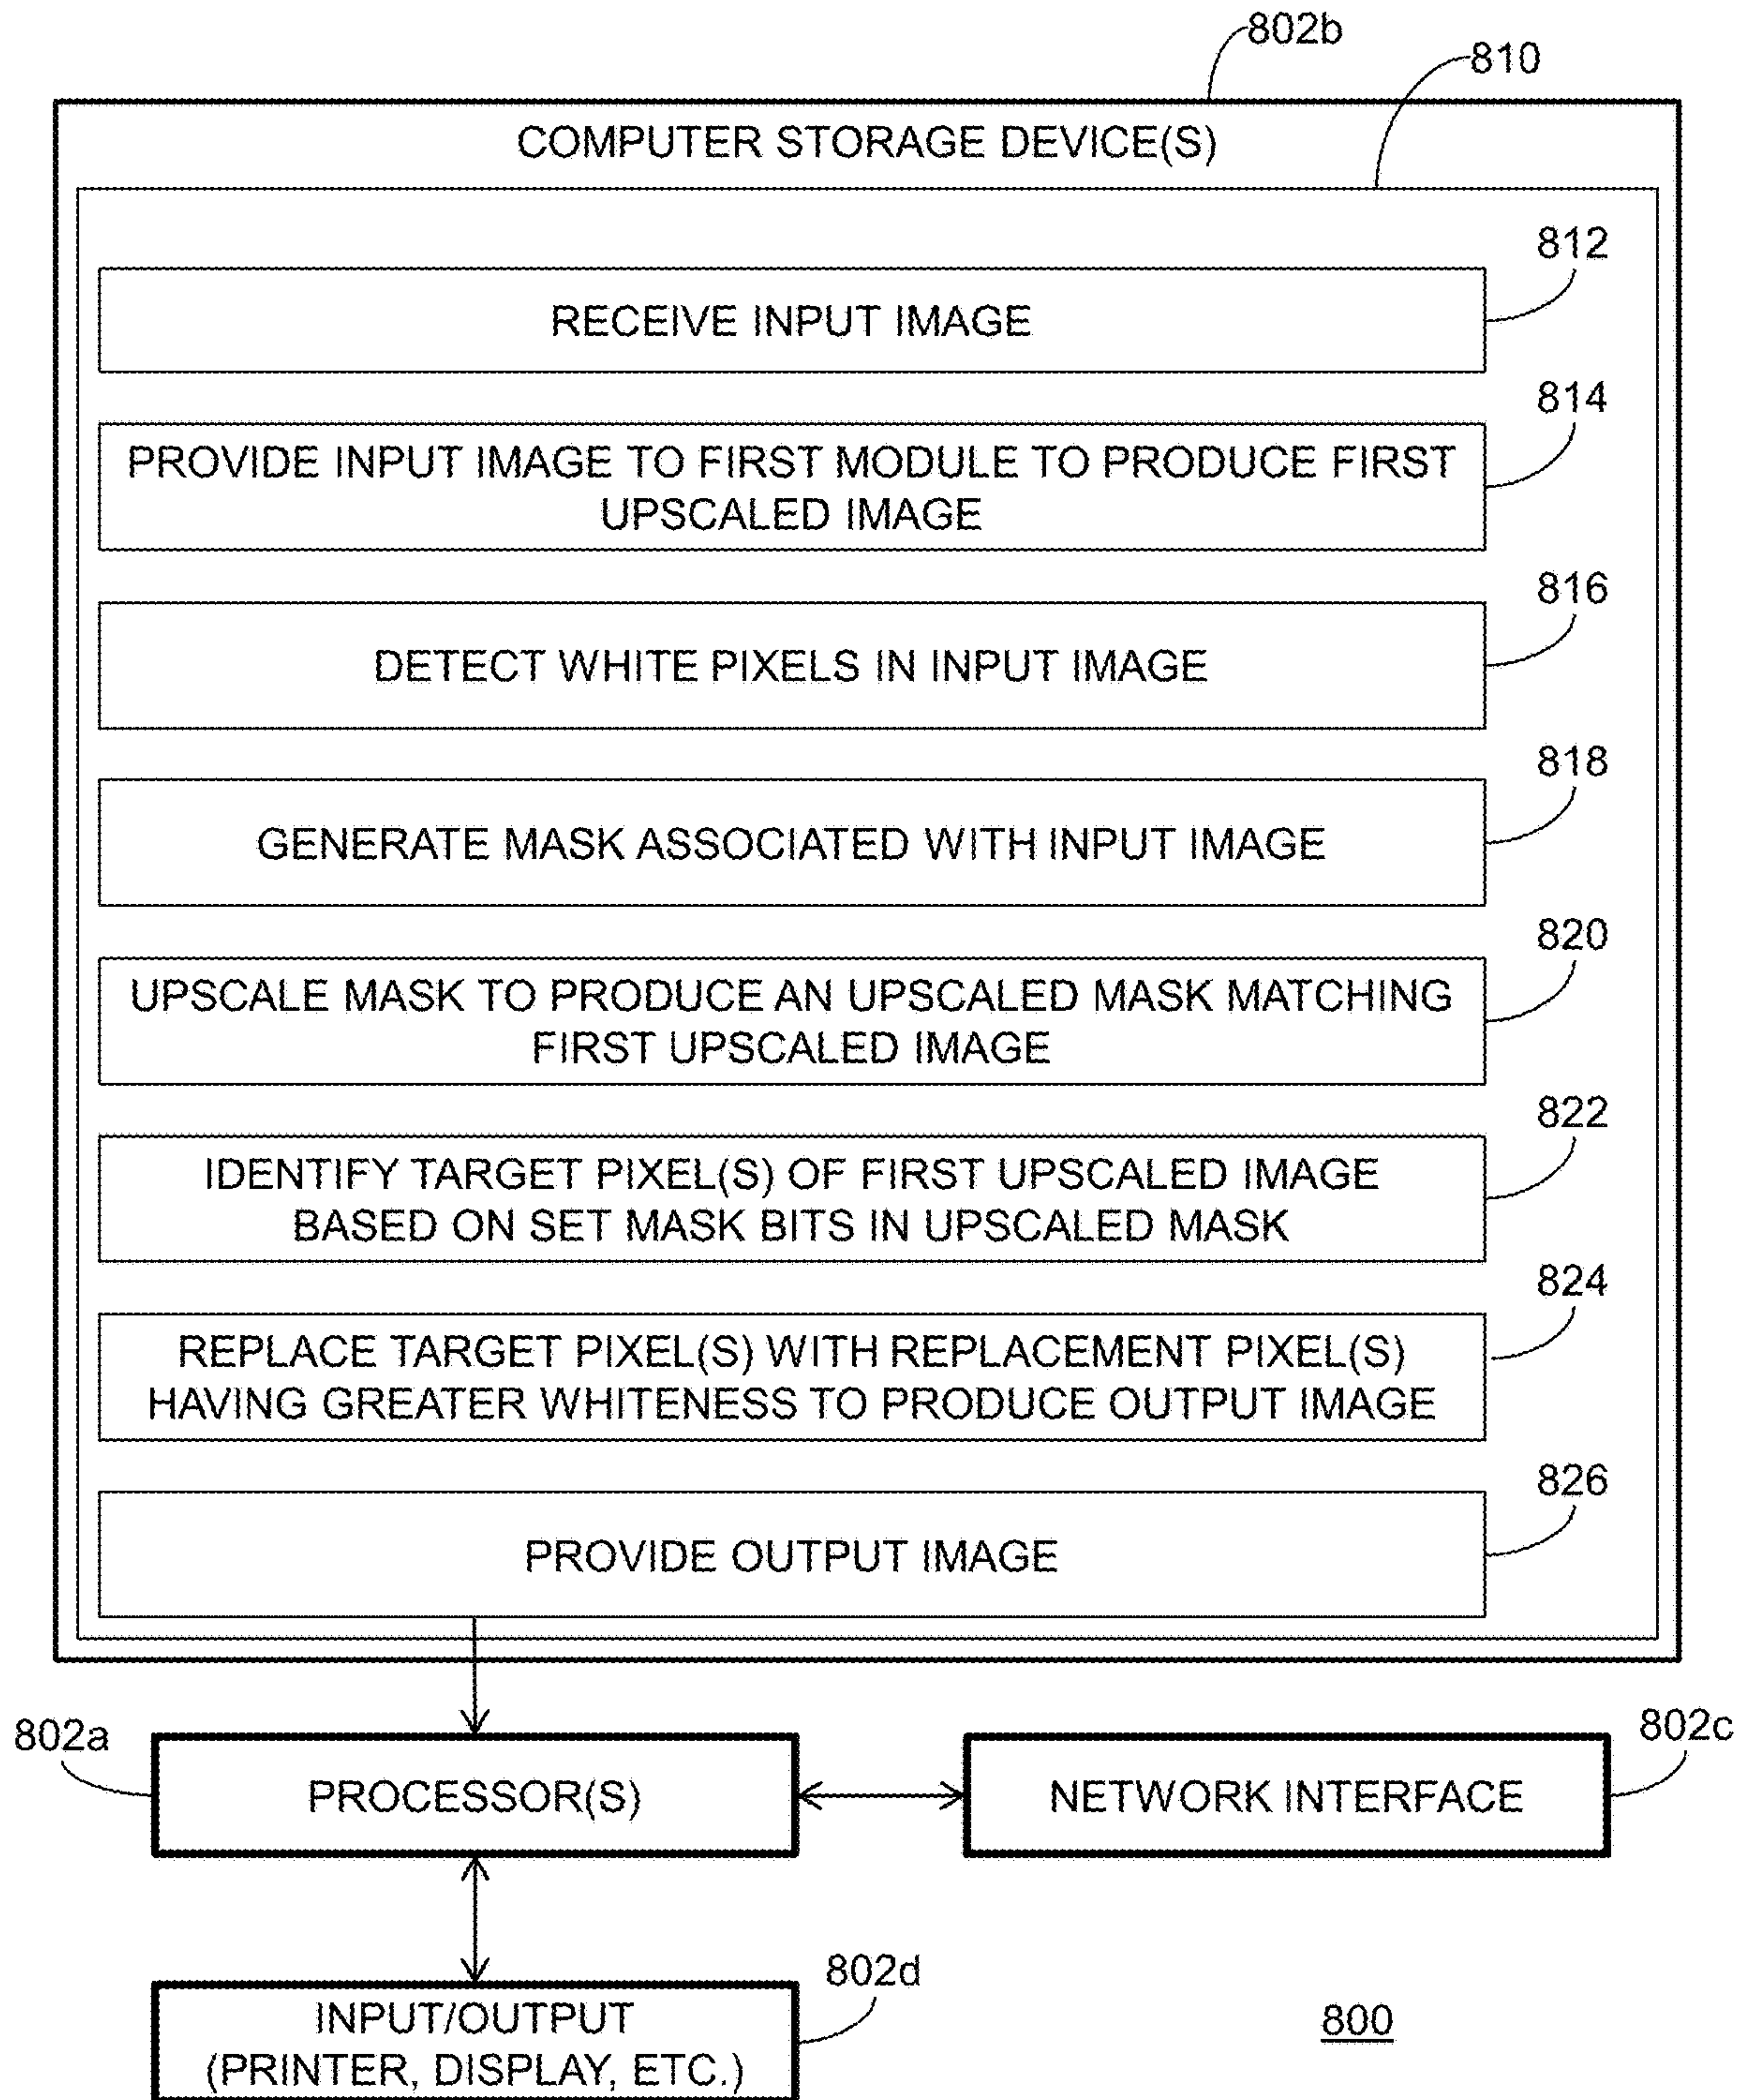 802b
810
COMPUTER STORAGE DEVICE(S)
812
RECEIVE INPUT IMAGE
814
PROVIDE INPUT IMAGE TO FIRST MODULE TO PRODUCE FIRST
UPSCALED IMAGE
816
DETECT WHITE PIXELS IN INPUT IMAGE
818
GENERATE MASK ASSOCIATED WITH INPUT IMAGE
820
UPSCALE MASK TO PRODUCE AN UPSCALED MASK MATCHING
FIRST UPSCALED IMAGE
822
IDENTIFY TARGET PIXEL(S) OF FIRST UPSCALED IMAGE
BASED ON SET MASK BITS IN UPSCALED MASK
824
REPLACE TARGET PIXEL(S) WITH REPLACEMENT PIXEL(S)
HAVING GREATER WHITENESS TO PRODUCE OUTPUT IMAGE
826
PROVIDE OUTPUT IMAGE
802a
PROCESSOR(S)
802c
NETWORK INTERFACE
802d
INPUT/OUTPUT
(PRINTER, DISPLAY, ETC.)
800